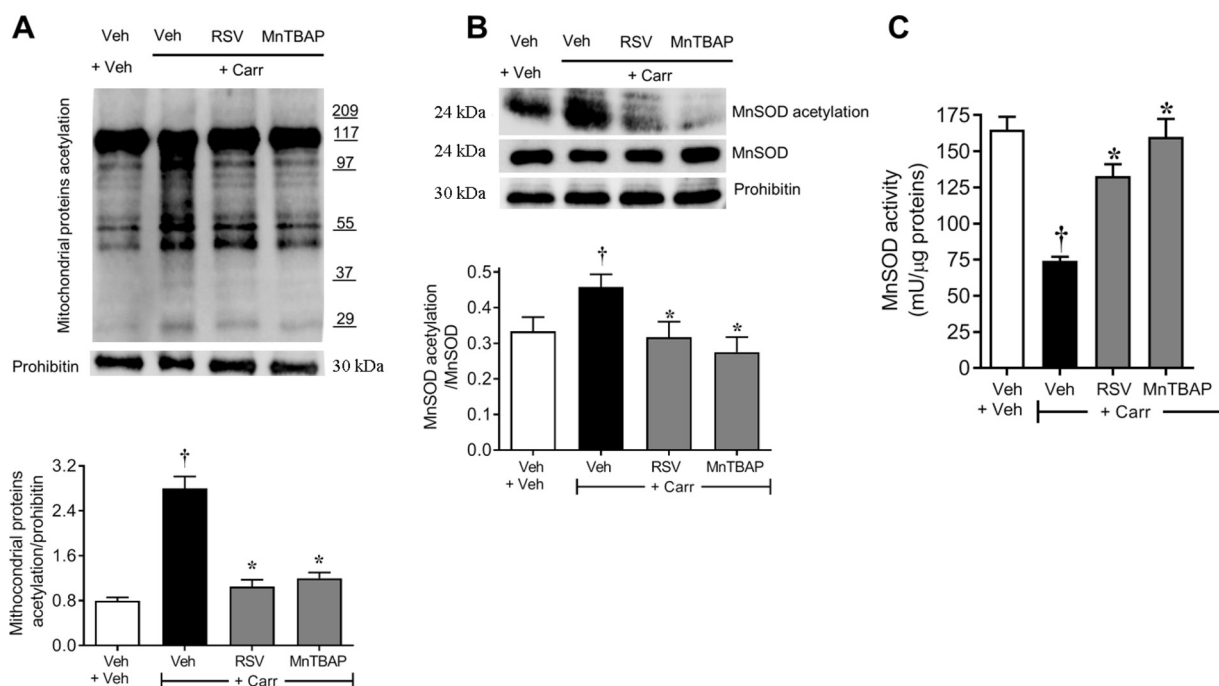 A
Veh Veh RSV MnTBAP
+ Veh + Carr
Mitochondrial proteins acetylation
209
117
97
55
37
29
Prohibitin 30 kDa
Mithocondrial proteins
acetylation/prohibitin
3.2
2.4
1.6
0.8
0.0
†
*
*
Veh Veh RSV MnTBAP
+ Veh + Carr
B
Veh Veh RSV MnTBAP
+ Veh + Carr
24 kDa MnSOD acetylation
24 kDa MnSOD
30 kDa Prohibitin
MnSOD acetylation
/MnSOD
0.5
0.4
0.3
0.3
0.1
0.0
†
*
*
Veh Veh RSV MnTBAP
+ Veh + Carr
C
MnSOD activity
(mU/μg proteins)
175
150
125
100
75
50
25
0
†
*
*
Veh Veh RSV MnTBAP
+ Veh + Carr